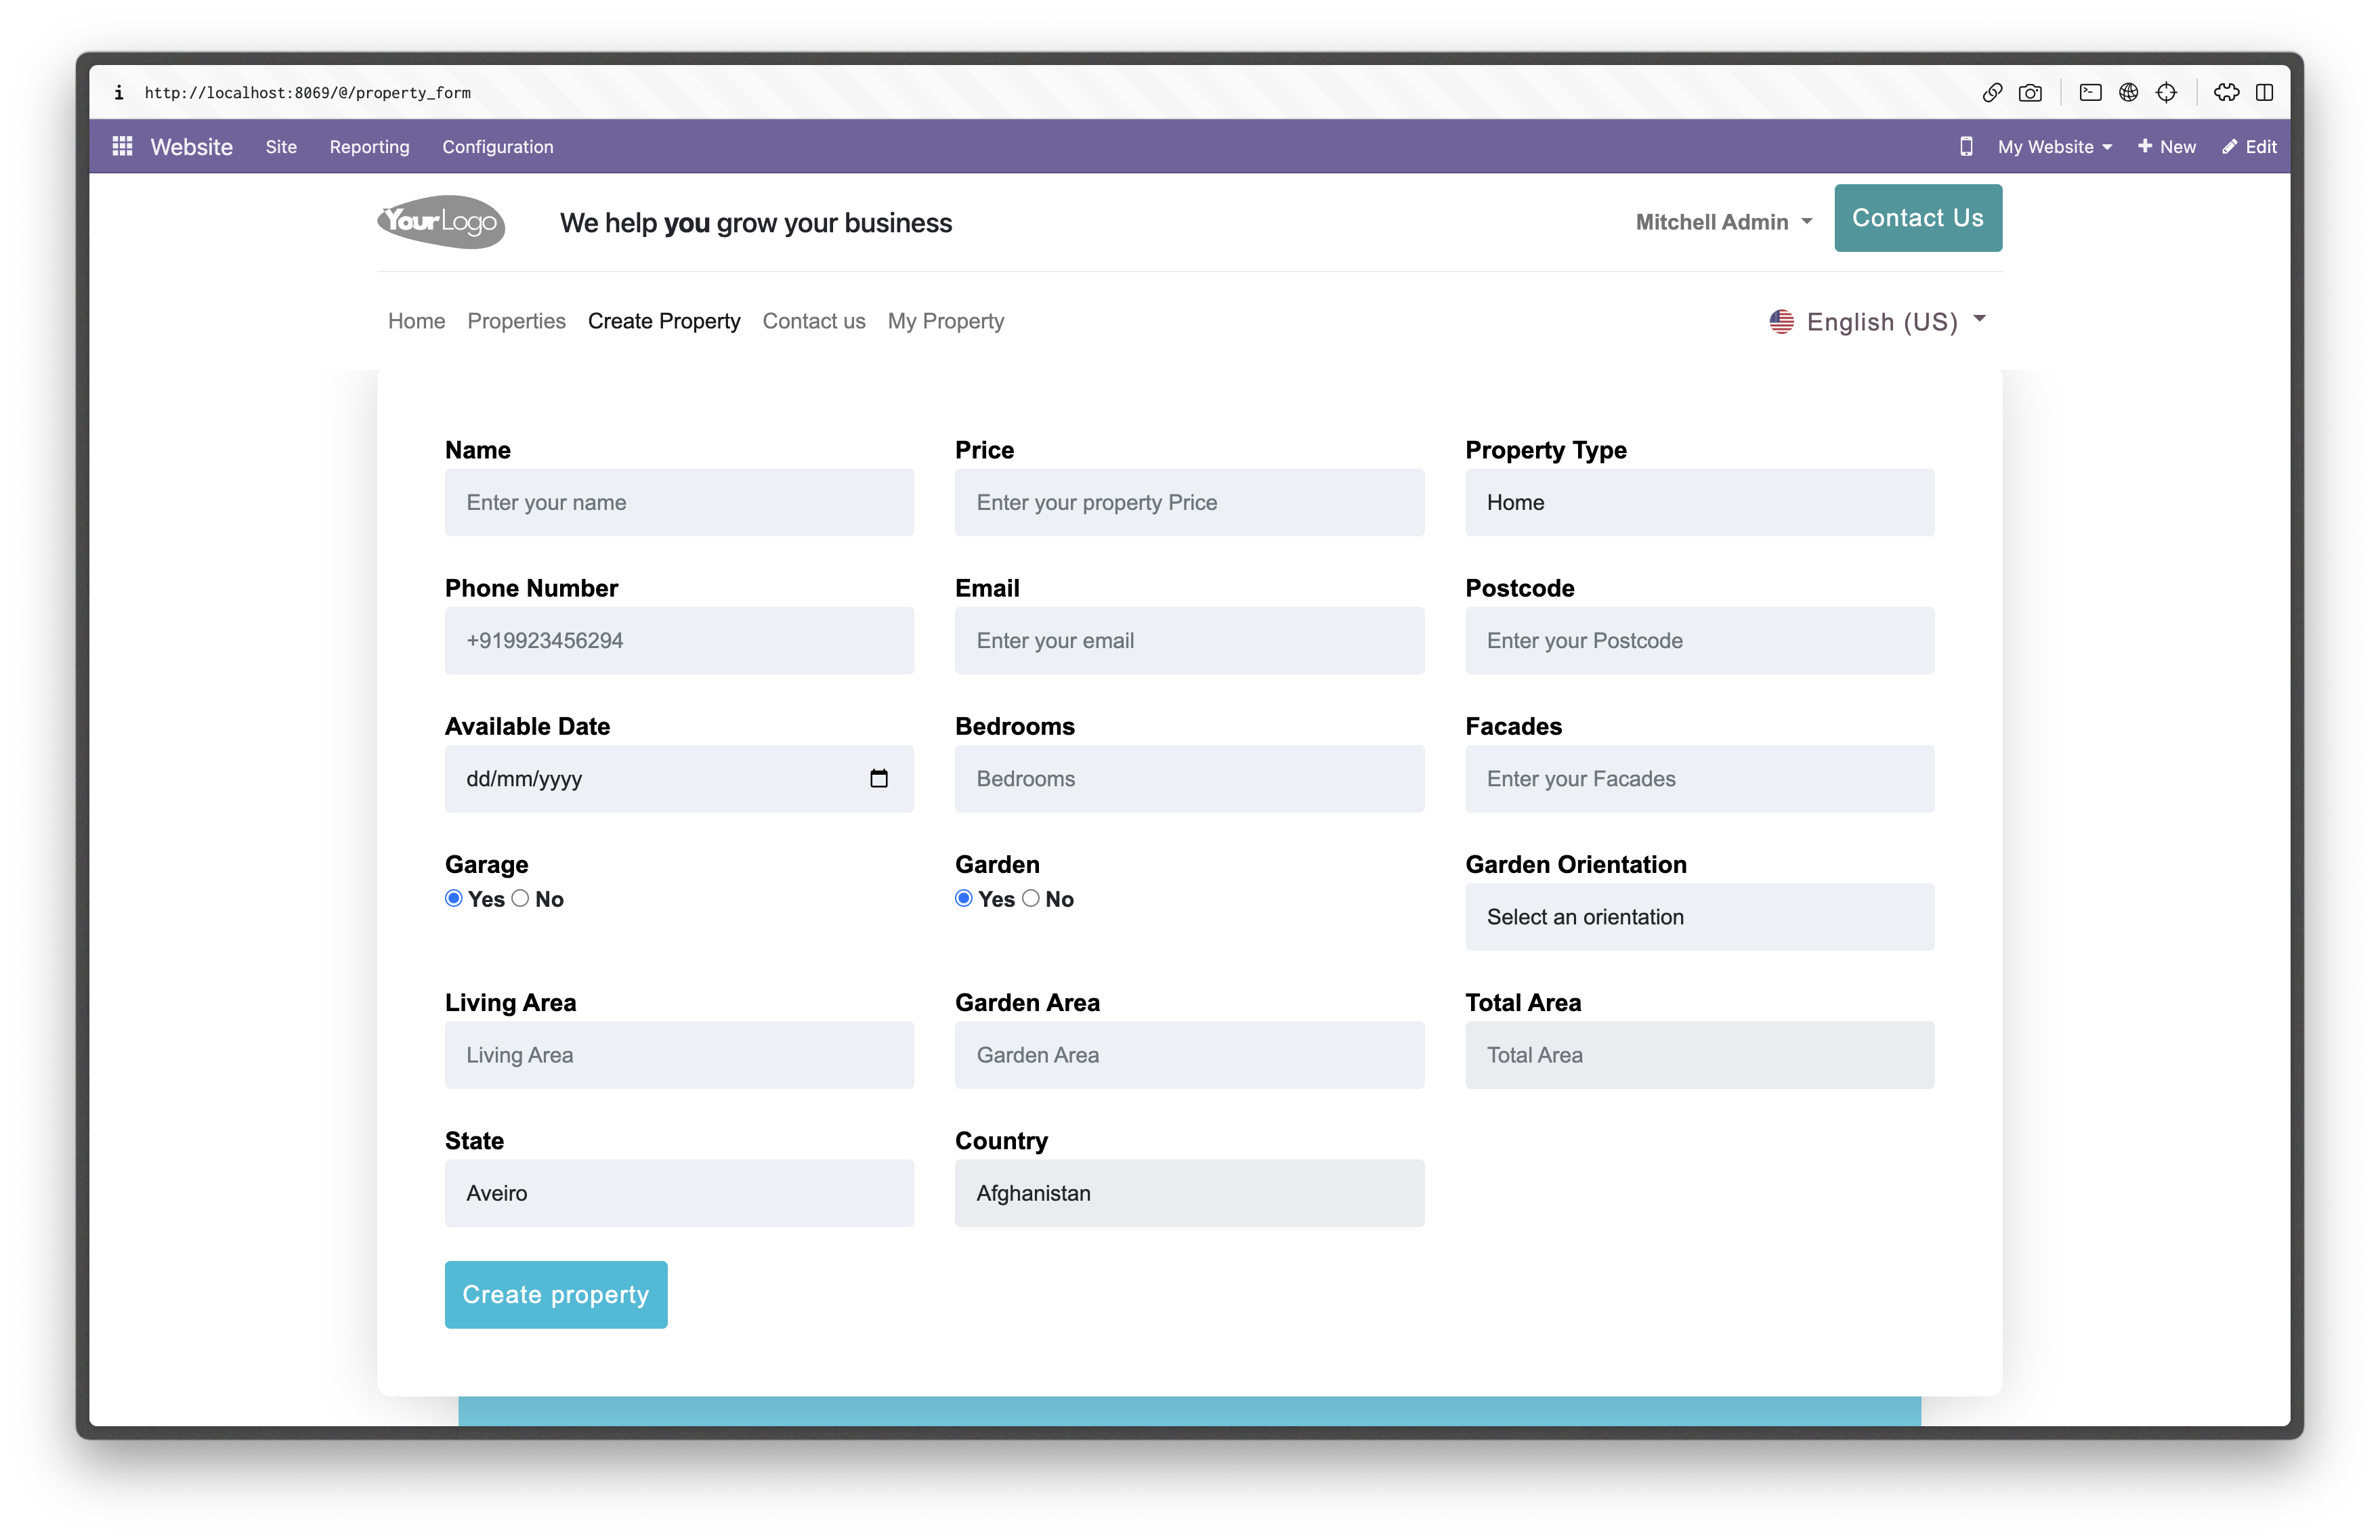 http://localhost:8069/@/property_form
Website Site Reporting Configuration My Website New Edit
YourLogo We help you grow your business Mitchell Admin Contact Us
Home Properties Create Property Contact us My Property English (US)
Name Price Property Type
Enter your name Enter your property Price Home
Phone Number Email Postcode
+919923456294 Enter your email Enter your Postcode
Available Date Bedrooms Facades
dd/mm/yyyy Bedrooms Enter your Facades
Garage Garden Garden Orientation
Yes No Yes No Select an orientation
Living Area Garden Area Total Area
Living Area Garden Area Total Area
State Country
Aveiro Afghanistan
Create property